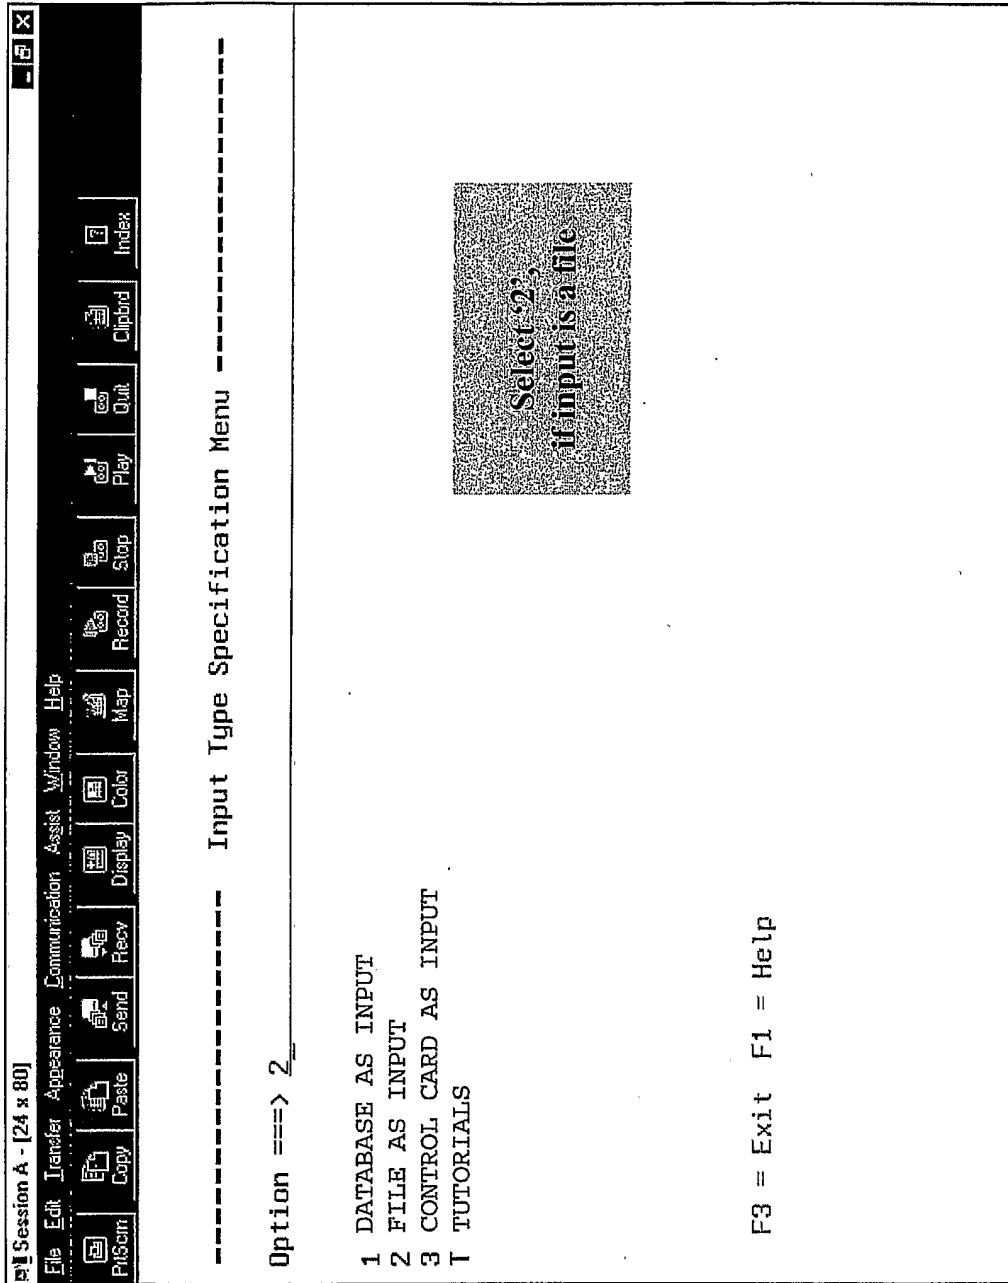 Session A - [24 x 80]
File Edit Transfer Appearance Communication Assist Window Help
PrtScrn Copy Paste Send Recv Display Color Map Record Stop Play Quit Clipbrd Index
----------------------- Input Type Specification Menu -----------------------
Option ===> 2
1 DATABASE AS INPUT
2 FILE AS INPUT
3 CONTROL CARD AS INPUT
T TUTORIALS
Select ‘2’,
if input is a file
F3 = Exit F1 = Help